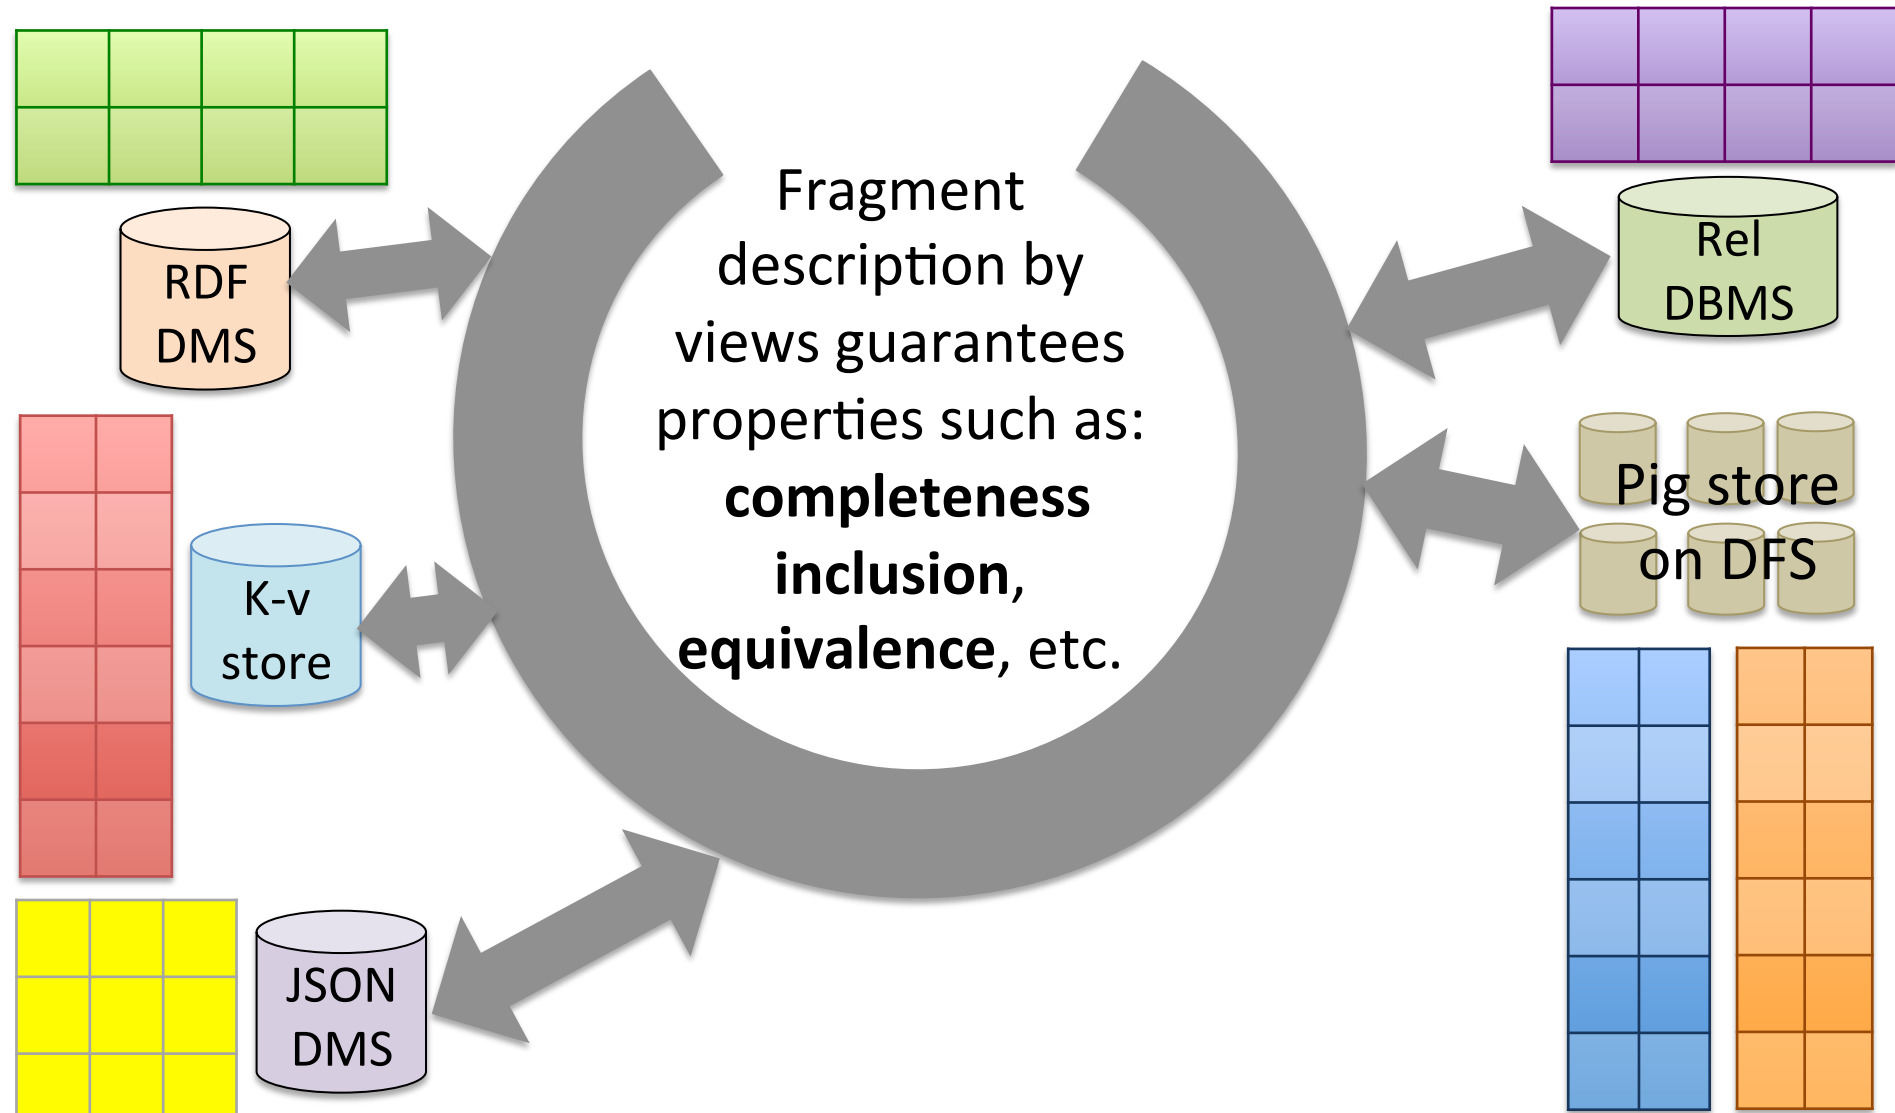 Fragment
description by
views guarantees
properties such as:
completeness
inclusion,
equivalence, etc.
RDF
DMS
K-v
store
JSON
DMS
Rel
DBMS
Pig store
on DFS